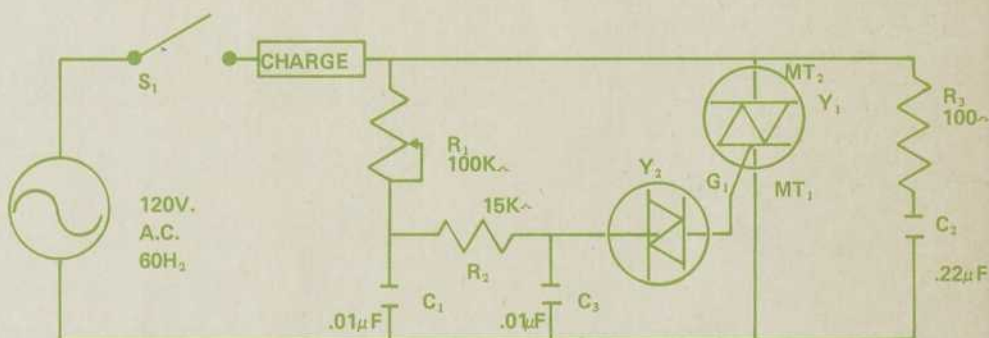 S₁
CHARGE
120V.
A.C.
60H₂
R₁
100K~
15K~
R₂
C₁
.01µF
C₃
.01µF
Y₂
G₁
MT₂
Y₁
MT₁
R₃
100~
C₂
.22µF